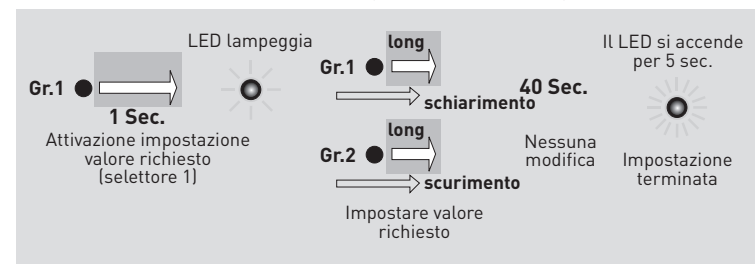 LED lampeggia
Gr.1
1 Sec.
Attivazione impostazione
valore richiesto
(selettore 1)
long
Gr.1
schiarimento
long
Gr.2
scurimento
Impostare valore
richiesto
40 Sec.
Nessuna
modifica
Il LED si accende
per 5 sec.
Impostazione
terminata